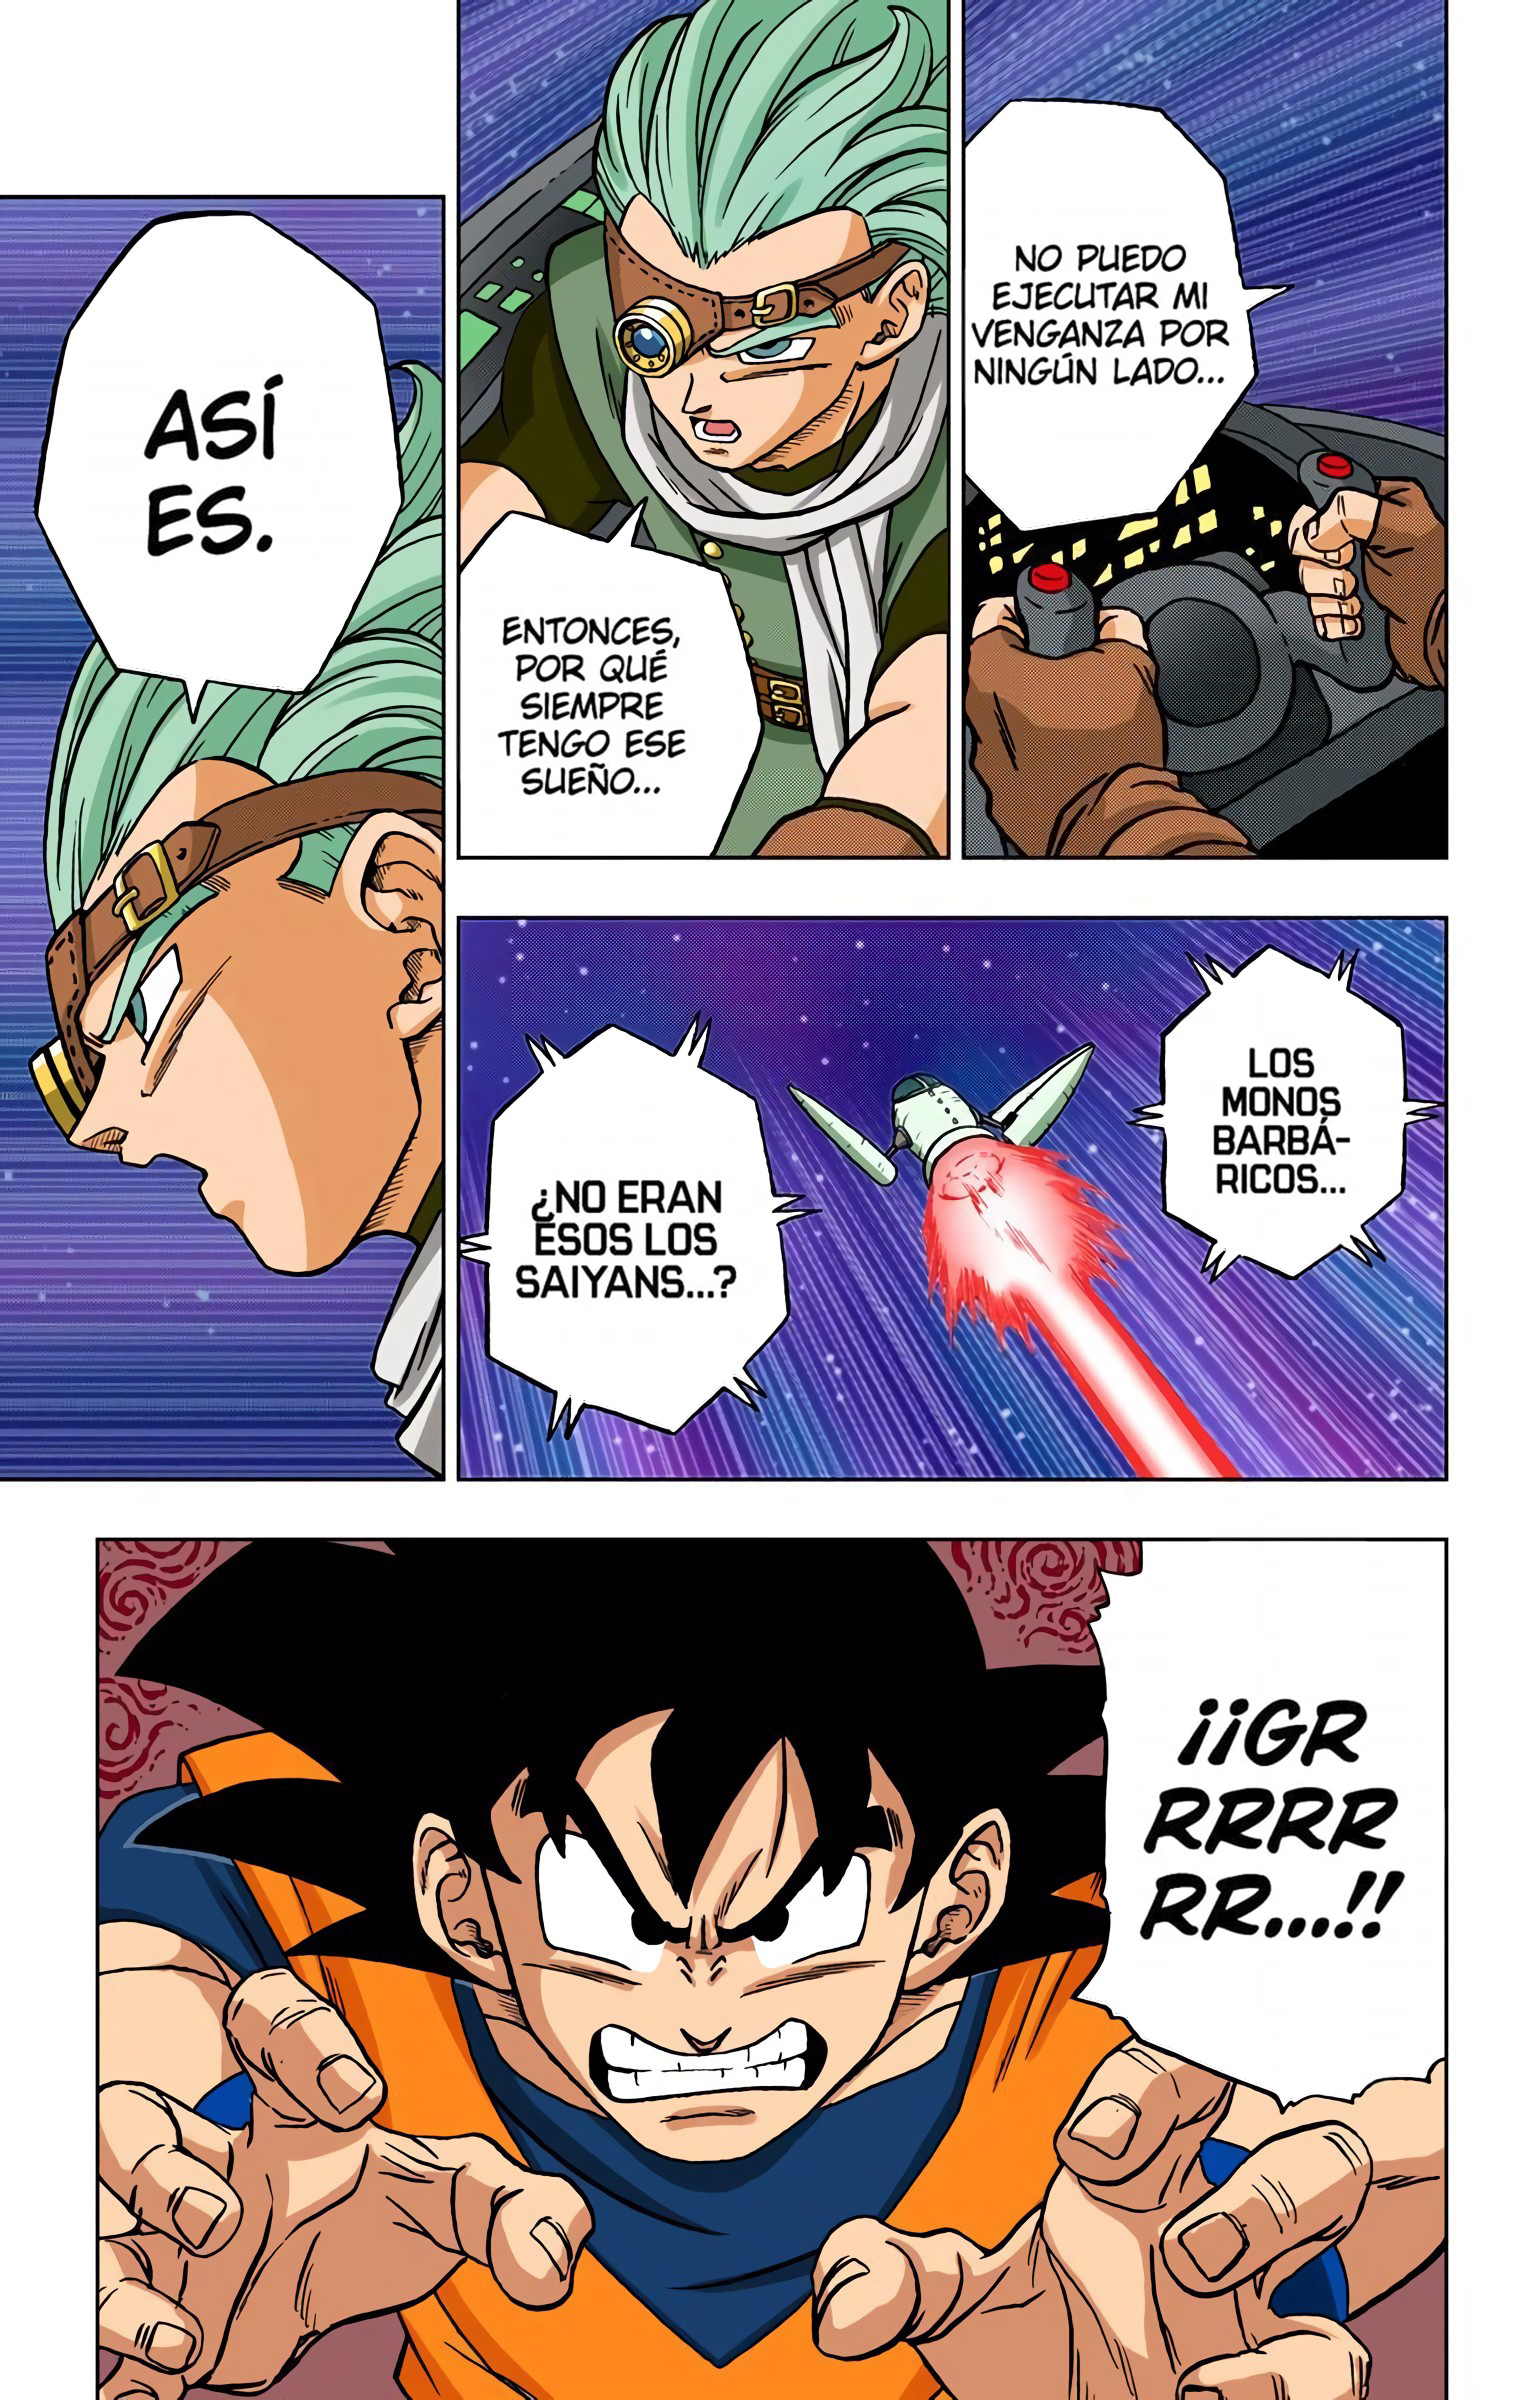 NO PUEDO
EJECUTAR MI
VENGANZA POR
NINGÚN LADO...
ENTONCES,
POR QUÉ
SIEMPRE
TENGO ESE
SUEÑO...
LOS
MONOS
BARBÁ-
RICOS...
¿NO ERAN
ESOS LOS
SAIYANS...?
ASÍ
ES.
¡¡GR
RRRR
RR...!!